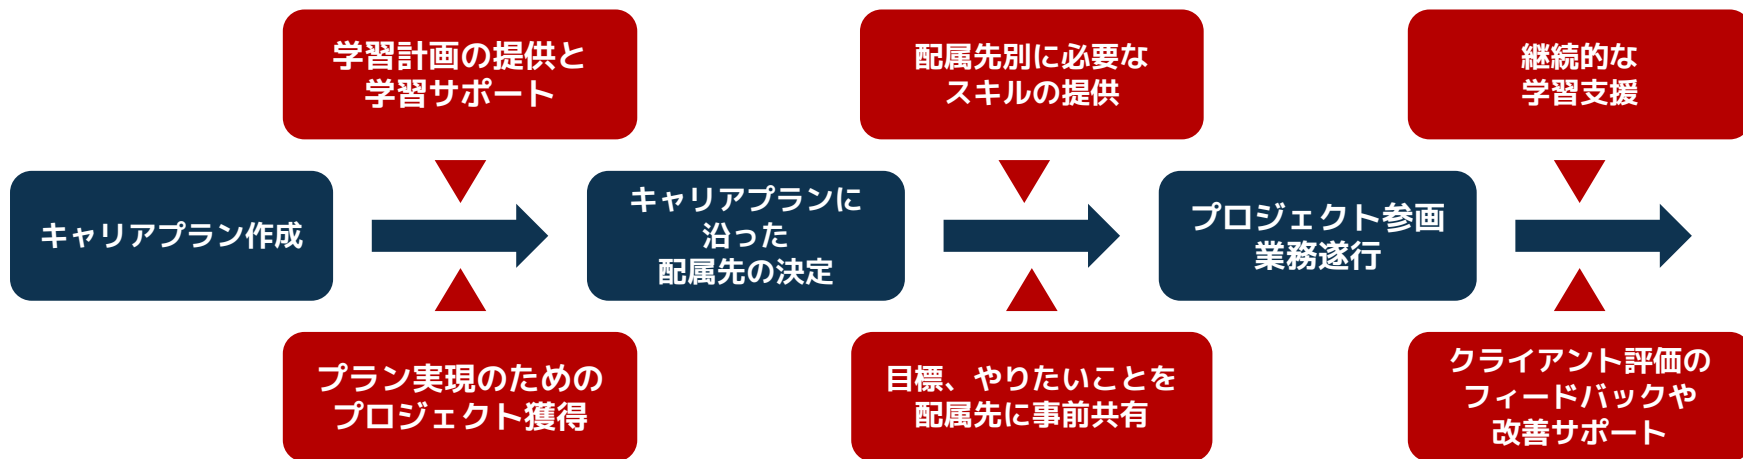 学習計画の提供と
学習サポート
配属先別に必要な
スキルの提供
継続的な
学習支援
キャリアプラン作成
キャリアプランに
沿った
配属先の決定
プロジェクト参画
業務遂行
プラン実現のための
プロジェクト獲得
目標、やりたいことを
配属先に事前共有
クライアント評価の
フィードバックや
改善サポート